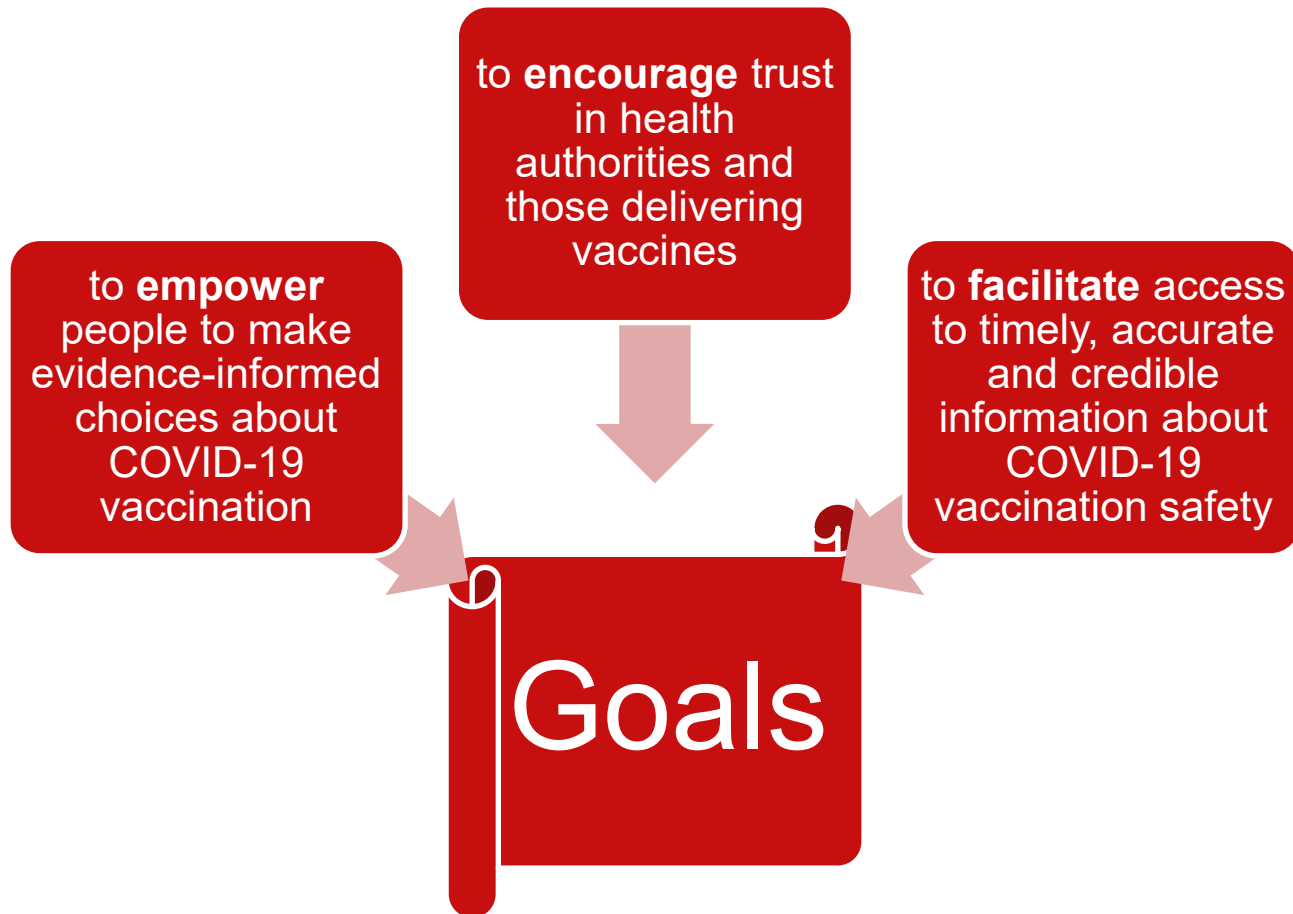 to encourage trust
in health
authorities and
those delivering
vaccines
to empower
people to make
evidence-informed
choices about
COVID-19
vaccination
to facilitate access
to timely, accurate
and credible
information about
COVID-19
vaccination safety
Goals